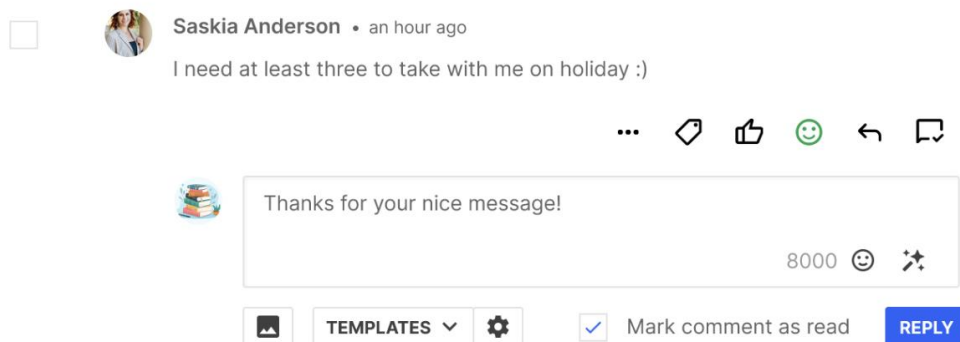 Saskia Anderson • an hour ago
I need at least three to take with me on holiday :)
Thanks for your nice message!
8000
TEMPLATES
Mark comment as read
REPLY